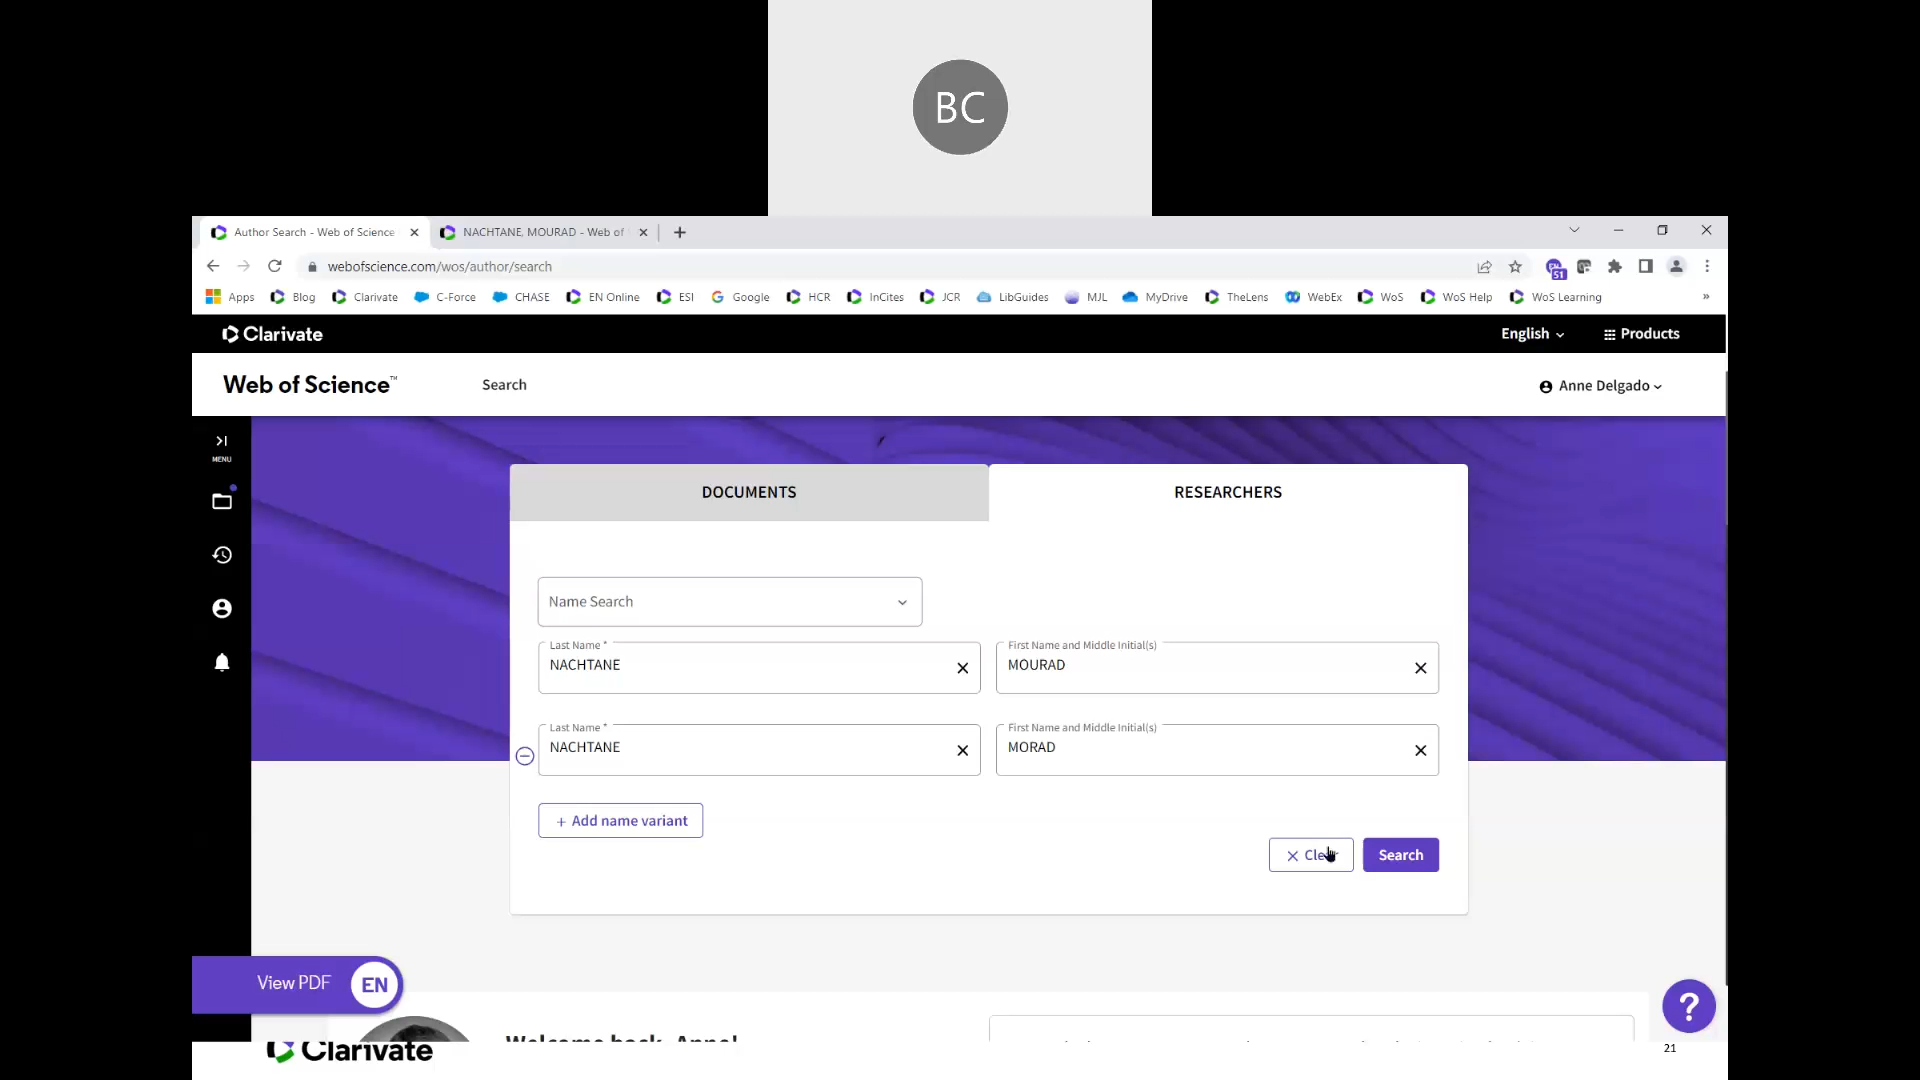 BC
Author Search - Web of Science
NACHTANE, MOURAD - Web of
webofscience.com/wos/author/search
51
Apps Blog Clarivate C-Force CHASE EN Online ESI Google HCR InCites JCR LibGuides MJL MyDrive TheLens WebEx WoS WoS Help WoS Learning »
Clarivate
English
Products
Web of Science™
Search
Anne Delgado
MENU
DOCUMENTS
RESEARCHERS
Name Search
Last Name *
NACHTANE
First Name and Middle Initial(s)
MOURAD
Last Name *
NACHTANE
First Name and Middle Initial(s)
MORAD
+ Add name variant
Search
View PDF EN
?
Welcome back, Anne!
Clarivate
21